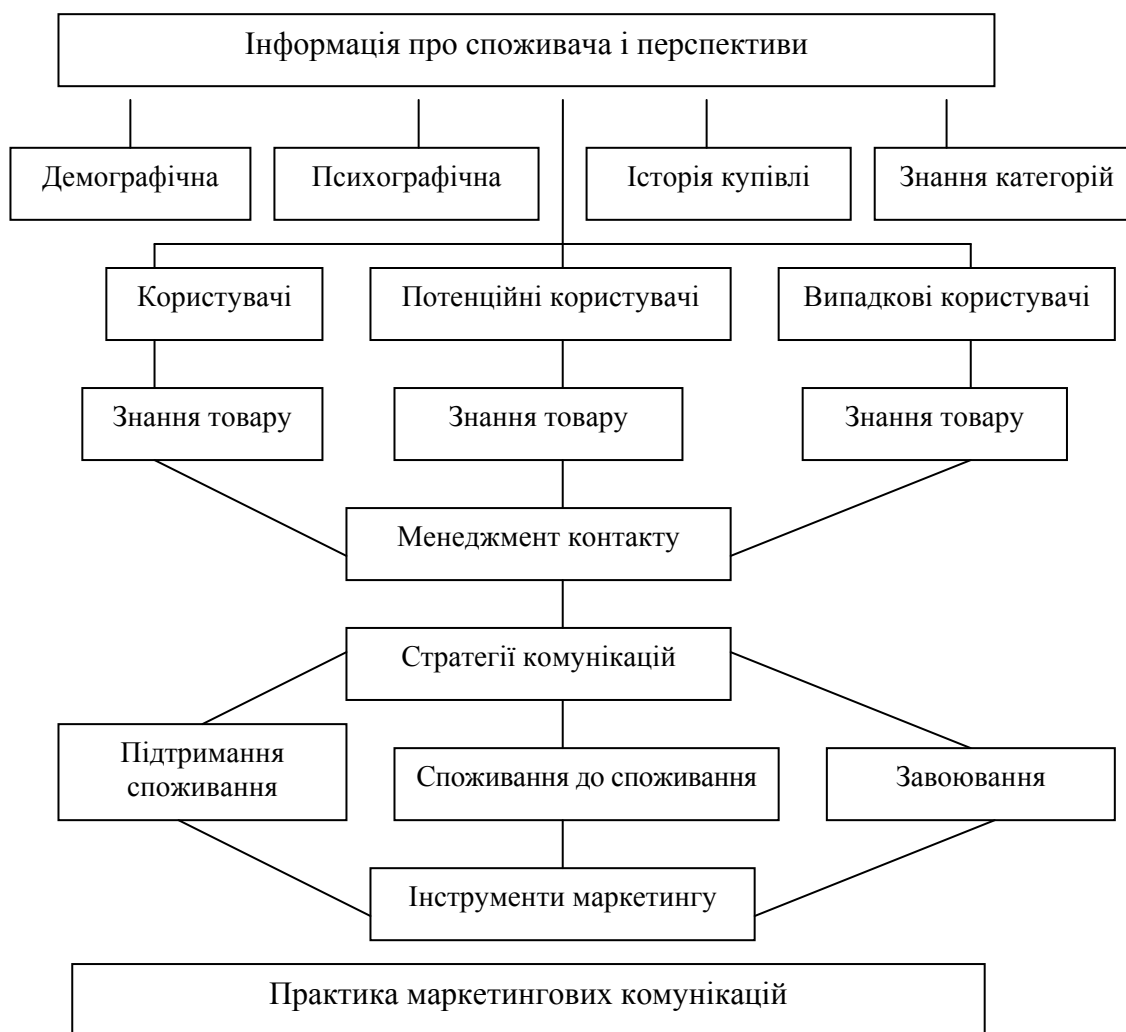 Інформація про споживача і перспективи
Демографічна
Психографічна
Історія купівлі
Знання категорій
Користувачі
Потенційні користувачі
Випадкові користувачі
Знання товару
Знання товару
Знання товару
Менеджмент контакту
Стратегії комунікацій
Підтримання
споживання
Споживання до споживання
Завоювання
Інструменти маркетингу
Практика маркетингових комунікацій